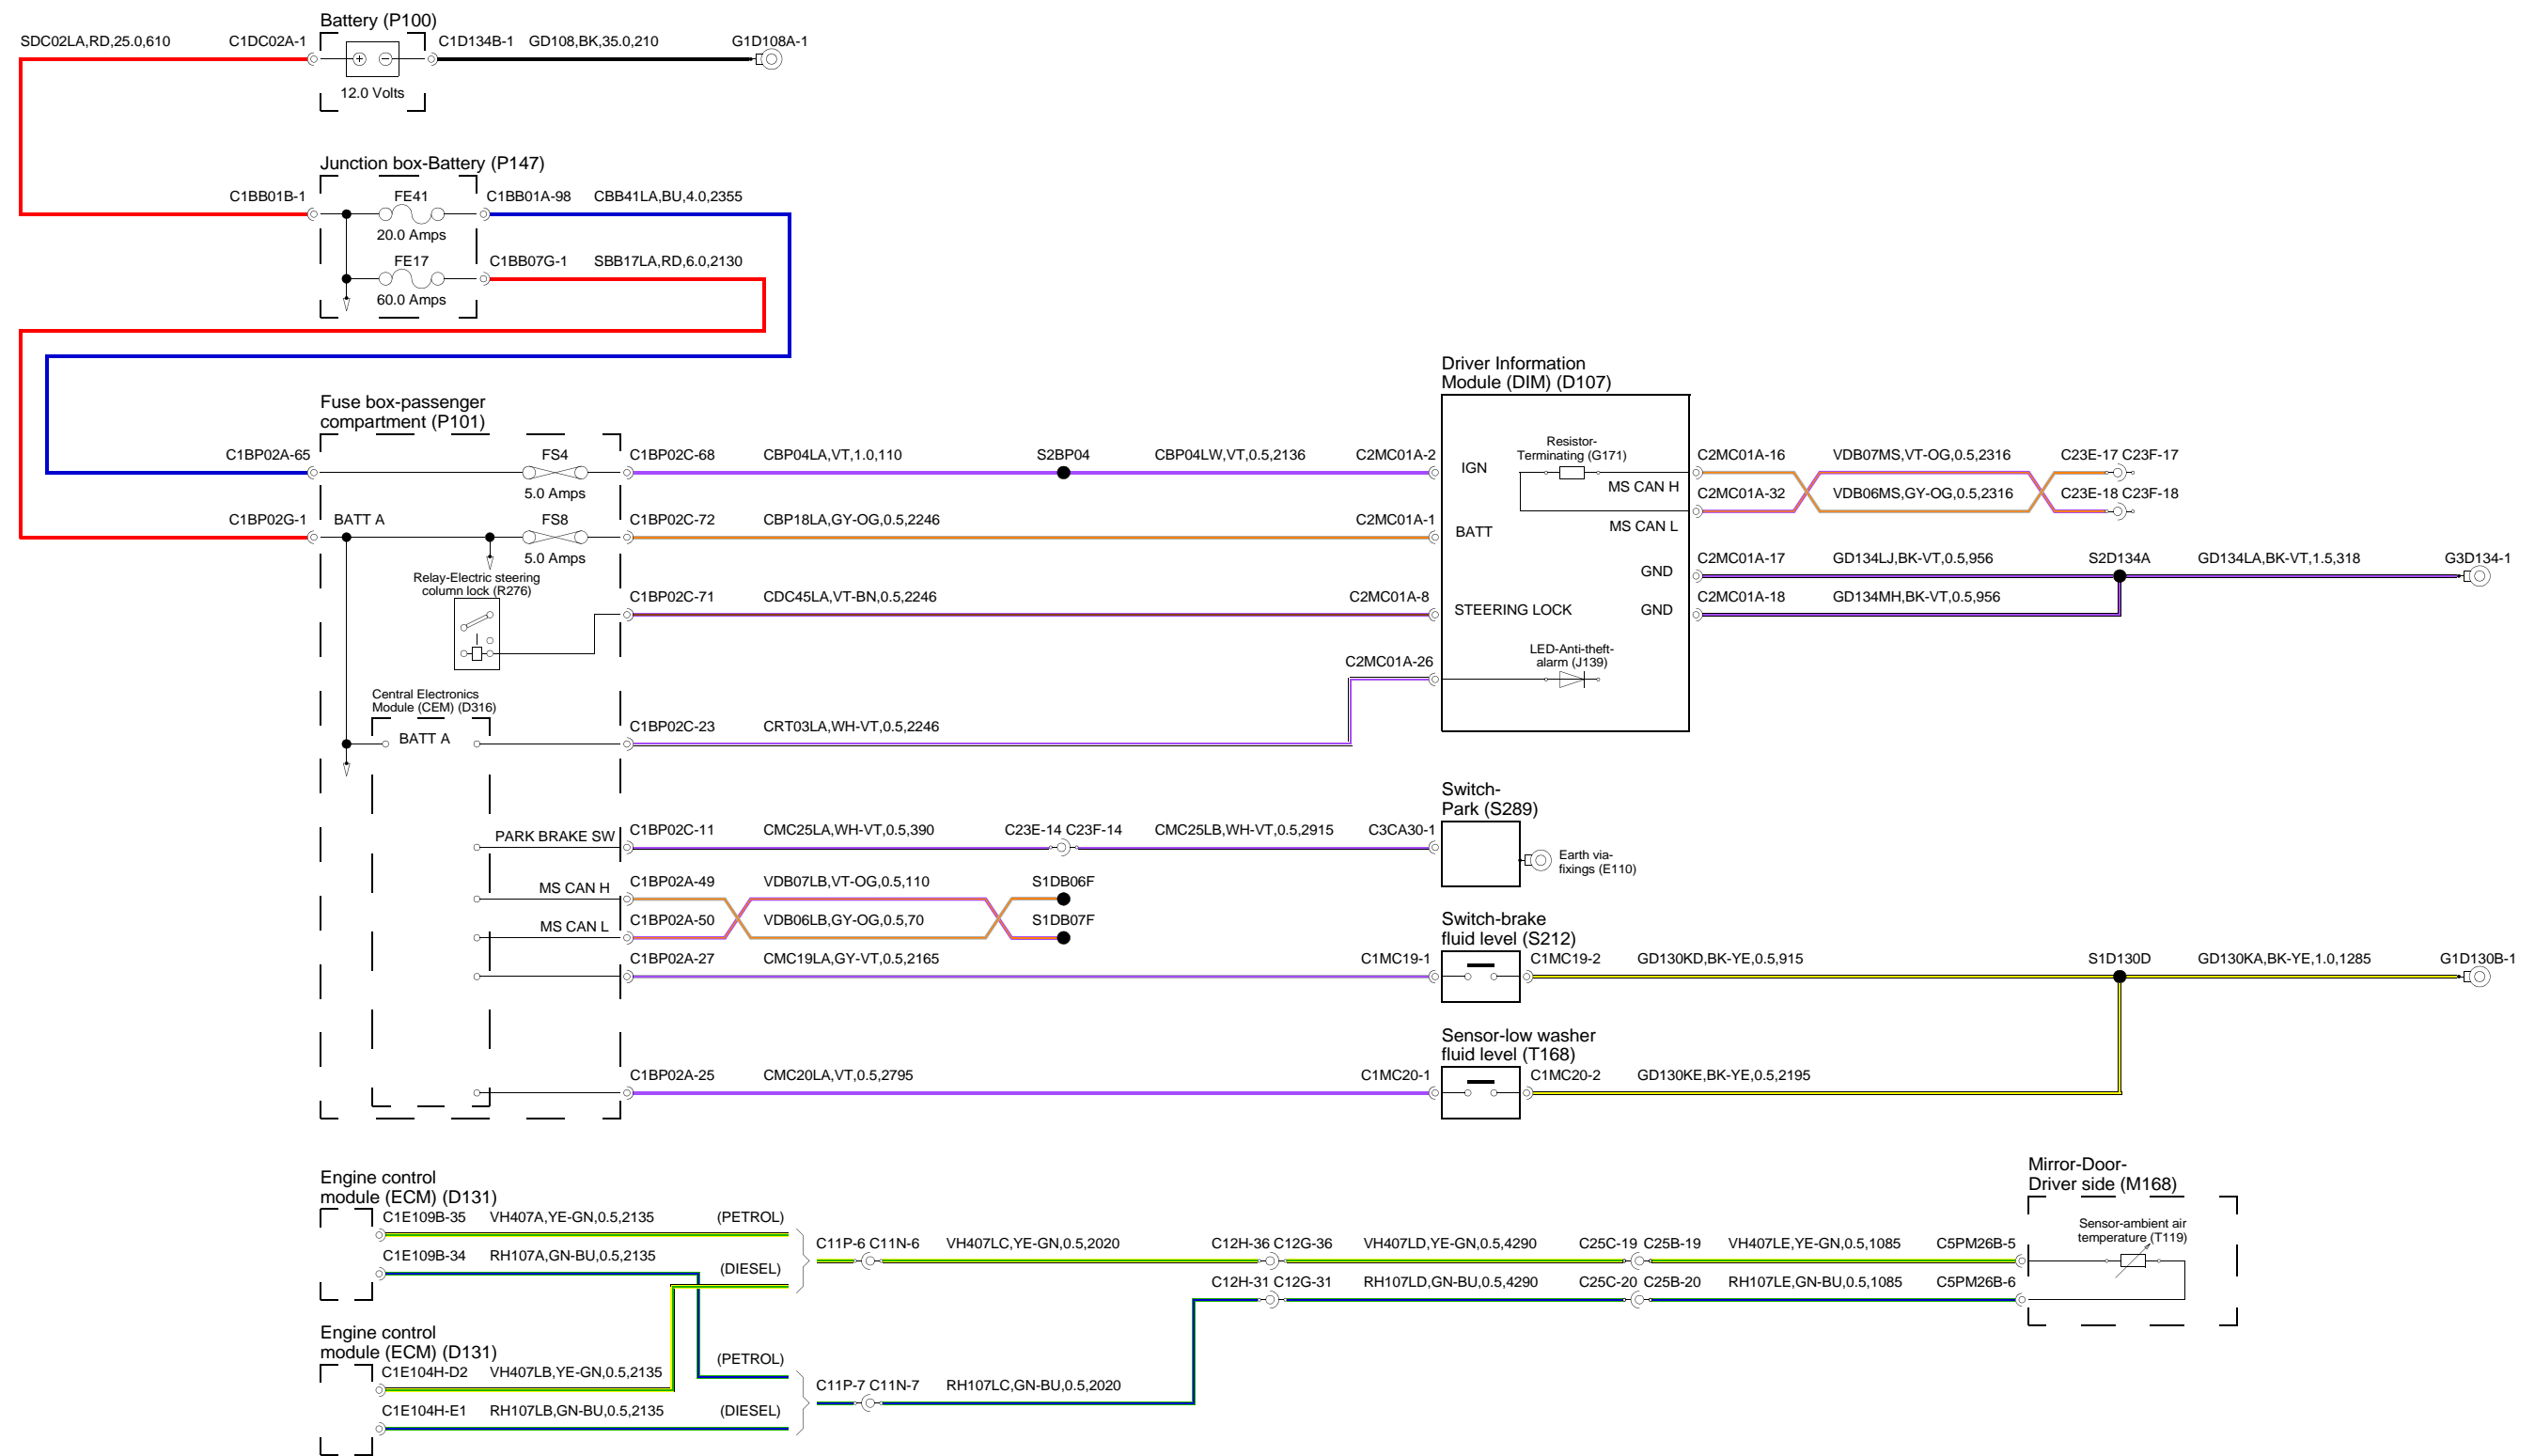 Battery (P100)
SDC02LA,RD,25.0,610
C1DC02A-1
C1D134B-1
GD108,BK,35.0,210
G1D108A-1
12.0 Volts
Junction box-Battery (P147)
C1BB01B-1
FE41
C1BB01A-98
CBB41LA,BU,4.0,2355
20.0 Amps
FE17
C1BB07G-1
SBB17LA,RD,6.0,2130
60.0 Amps
Driver Information
Module (DIM) (D107)
Fuse box-passenger
compartment (P101)
C1BP02A-65
FS4
C1BP02C-68
CBP04LA,VT,1.0,110
S2BP04
CBP04LW,VT,0.5,2136
C2MC01A-2
IGN
Resistor-
Terminating (G171)
MS CAN H
C2MC01A-16
VDB07MS,VT-OG,0.5,2316
C23E-17 C23F-17
5.0 Amps
C2MC01A-32
VDB06MS,GY-OG,0.5,2316
C23E-18 C23F-18
C1BP02G-1
BATT A
FS8
C1BP02C-72
CBP18LA,GY-OG,0.5,2246
C2MC01A-1
BATT
MS CAN L
5.0 Amps
C2MC01A-17
GD134LJ,BK-VT,0.5,956
S2D134A
GD134LA,BK-VT,1.5,318
G3D134-1
GND
Relay-Electric steering
column lock (R276)
C1BP02C-71
CDC45LA,VT-BN,0.5,2246
C2MC01A-8
STEERING LOCK
GND
C2MC01A-18
GD134MH,BK-VT,0.5,956
C2MC01A-26
LED-Anti-theft-
alarm (J139)
Central Electronics
Module (CEM) (D316)
BATT A
C1BP02C-23
CRT03LA,WH-VT,0.5,2246
Switch-
Park (S289)
PARK BRAKE SW
C1BP02C-11
CMC25LA,WH-VT,0.5,390
C23E-14 C23F-14
CMC25LB,WH-VT,0.5,2915
C3CA30-1
Earth via-
fixings (E110)
MS CAN H
C1BP02A-49
VDB07LB,VT-OG,0.5,110
S1DB06F
MS CAN L
C1BP02A-50
VDB06LB,GY-OG,0.5,70
S1DB07F
Switch-brake
fluid level (S212)
C1BP02A-27
CMC19LA,GY-VT,0.5,2165
C1MC19-1
C1MC19-2
GD130KD,BK-YE,0.5,915
S1D130D
GD130KA,BK-YE,1.0,1285
G1D130B-1
Sensor-low washer
fluid level (T168)
C1BP02A-25
CMC20LA,VT,0.5,2795
C1MC20-1
C1MC20-2
GD130KE,BK-YE,0.5,2195
Engine control
module (ECM) (D131)
C1E109B-35
VH407A,YE-GN,0.5,2135
(PETROL)
C1E109B-34
RH107A,GN-BU,0.5,2135
(DIESEL)
C11P-6 C11N-6
VH407LC,YE-GN,0.5,2020
C12H-36 C12G-36
VH407LD,YE-GN,0.5,4290
C25C-19 C25B-19
VH407LE,YE-GN,0.5,1085
C5PM26B-5
Mirror-Door-
Driver side (M168)
Sensor-ambient air
temperature (T119)
C12H-31 C12G-31
RH107LD,GN-BU,0.5,4290
C25C-20 C25B-20
RH107LE,GN-BU,0.5,1085
C5PM26B-6
Engine control
module (ECM) (D131)
C1E104H-D2
VH407LB,YE-GN,0.5,2135
(PETROL)
C1E104H-E1
RH107LB,GN-BU,0.5,2135
(DIESEL)
C11P-7 C11N-7
RH107LC,GN-BU,0.5,2020